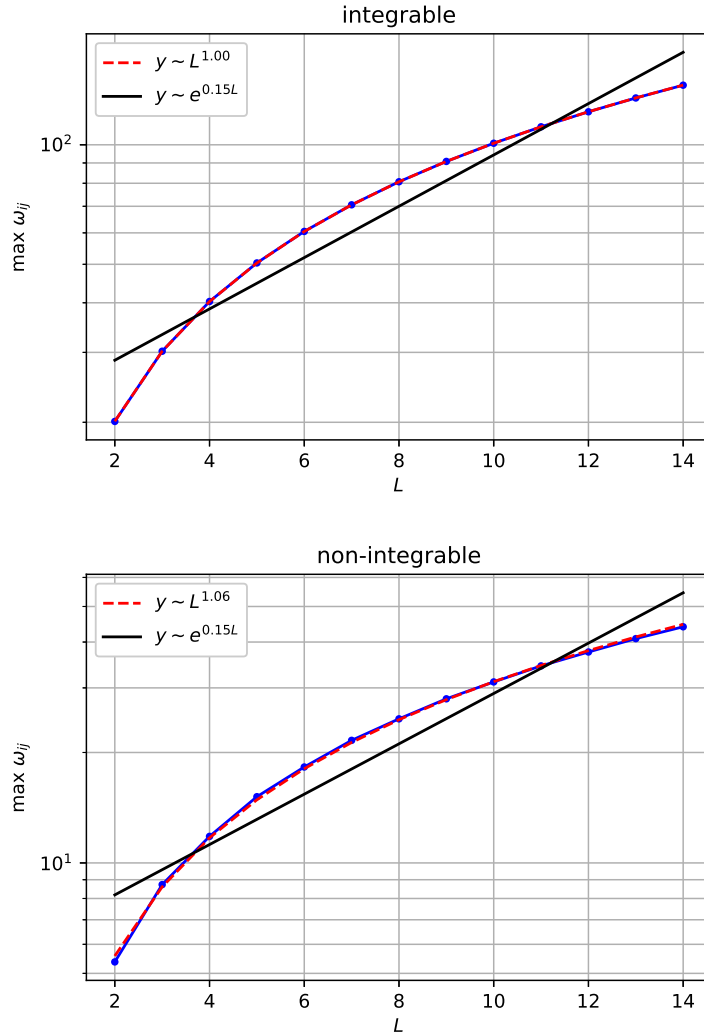 integrable
y ~ L^1.00
y ~ e^0.15L
10^2
max ω_ij
2 4 6 8 10 12 14
L
non-integrable
y ~ L^1.06
y ~ e^0.15L
10^1
max ω_ij
2 4 6 8 10 12 14
L